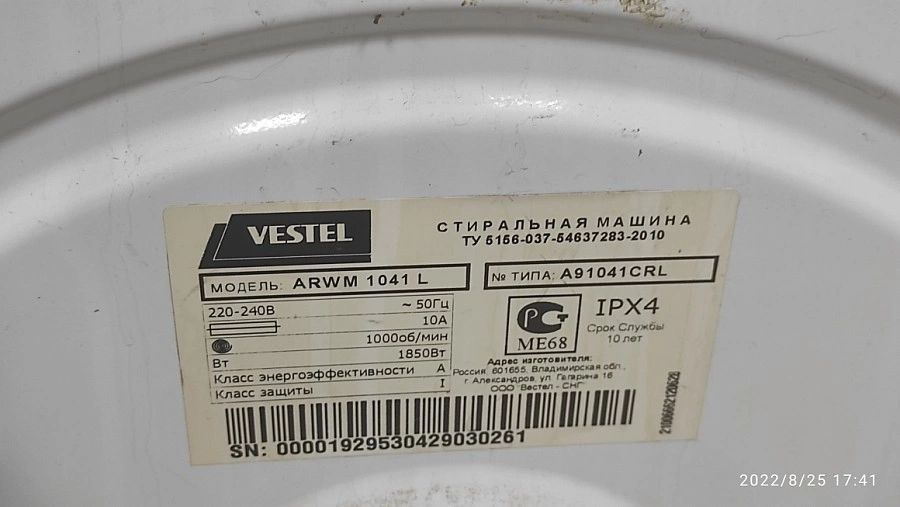 VESTEL
СТИРАЛЬНАЯ МАШИНА
ТУ 5156-037-54637283-2010
МОДЕЛЬ: ARWM 1041 L
№ ТИПА: A91041CRL
220-240В ~ 50Гц
10А
1000об/мин
Вт 1850Вт
Класс энергоэффективности А
Класс защиты I
РСТ
ME68
IPX4
Срок Службы
10 лет
Адрес изготовителя:
Россия, 601655, Владимирская обл.,
г. Александров, ул. Гагарина 16
ООО "Вестел - СНГ"
SN: 00001929530429030261
2022/8/25 17:41